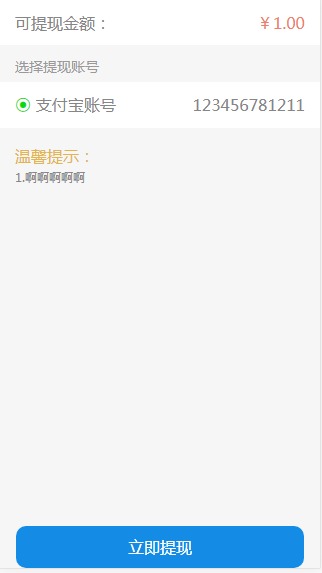 可提现金额：
￥1.00
选择提现账号
支付宝账号
123456781211
温馨提示：
1.啊啊啊啊啊
立即提现